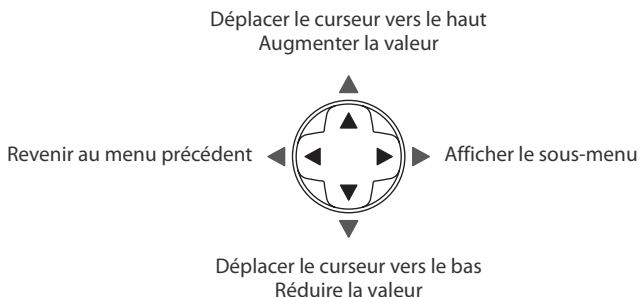 Déplacer le curseur vers le haut
Augmenter la valeur
Revenir au menu précédent
Afficher le sous-menu
Déplacer le curseur vers le bas
Réduire la valeur